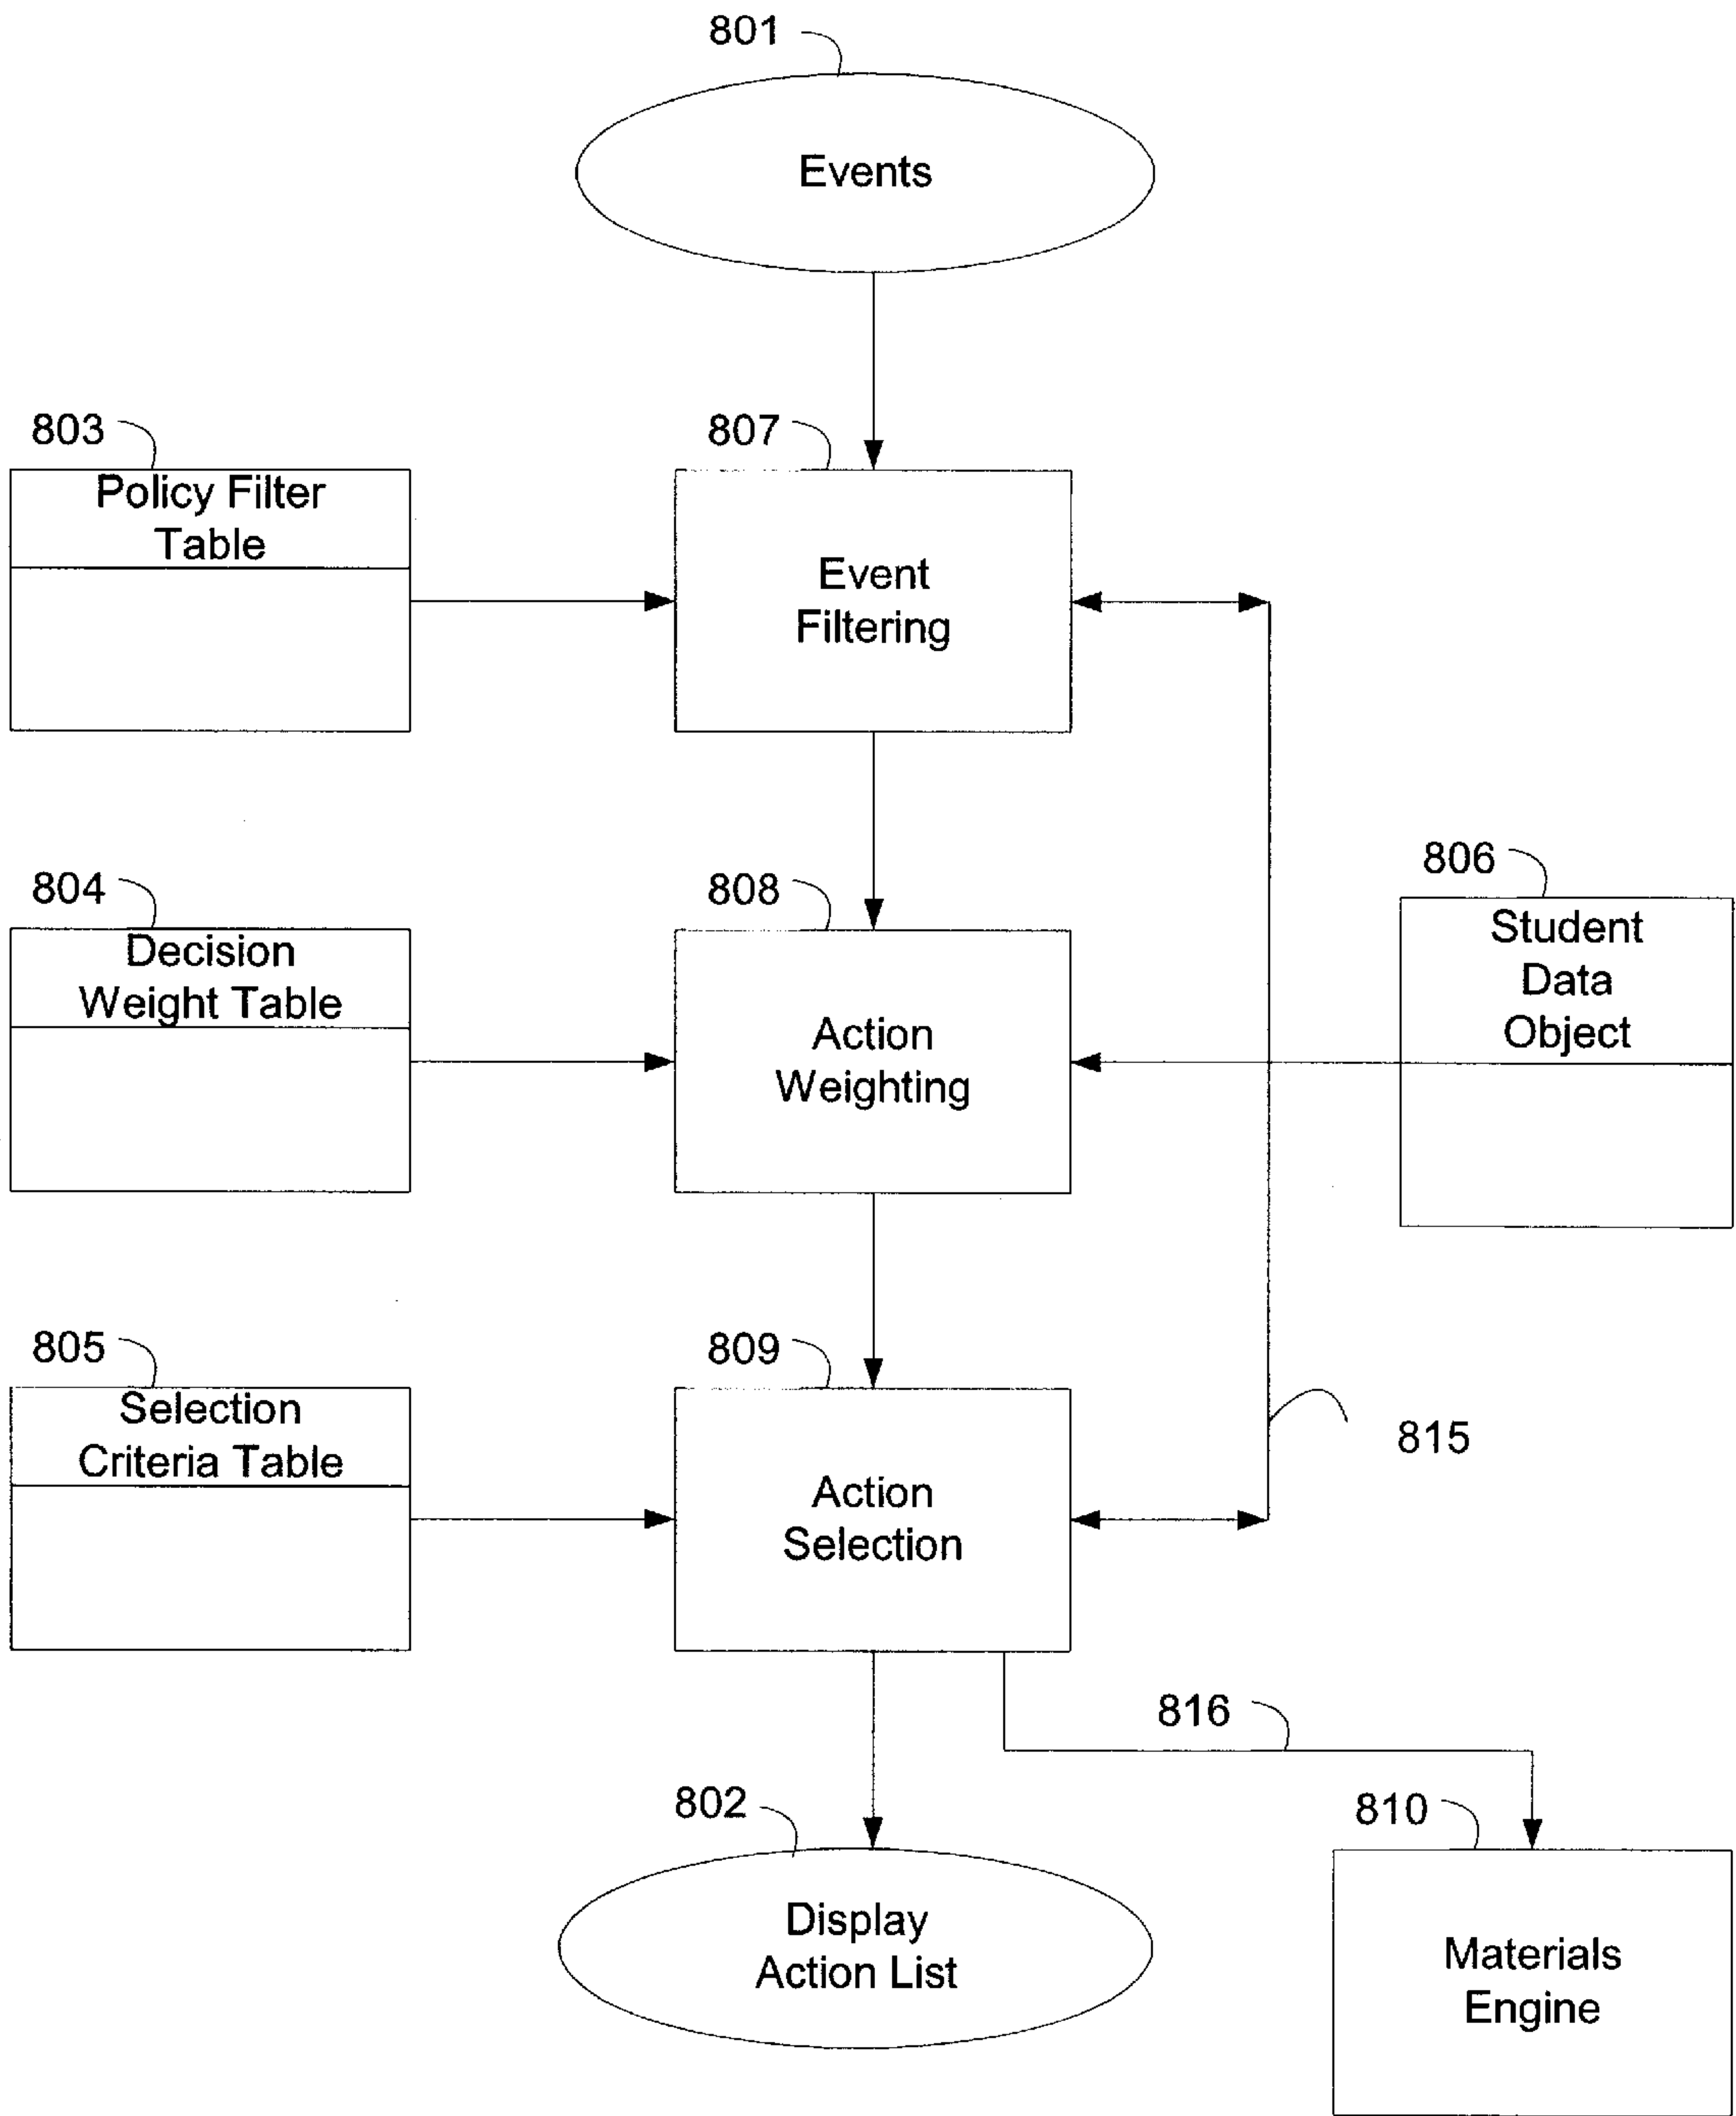 801
Events
803
Policy Filter
Table
807
Event
Filtering
804
Decision
Weight Table
808
Action
Weighting
806
Student
Data
Object
805
Selection
Criteria Table
809
Action
Selection
815
816
802
Display
Action List
810
Materials
Engine